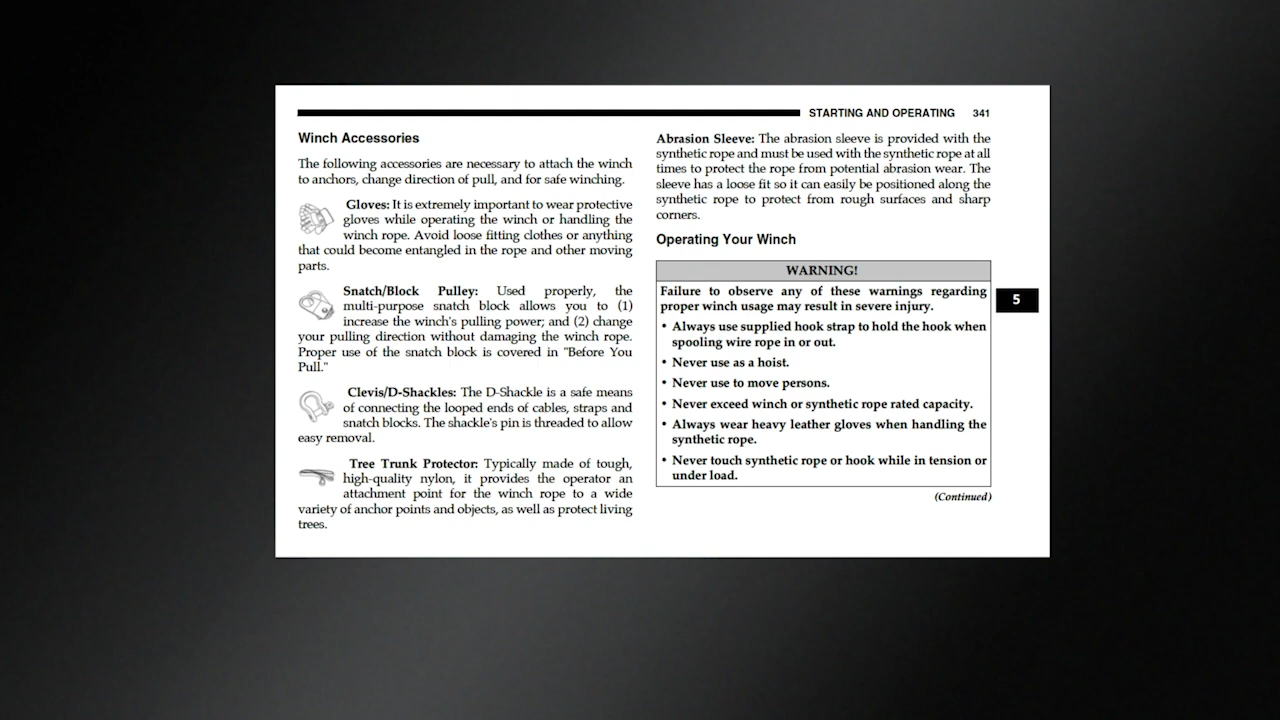 STARTING AND OPERATING 341
Winch Accessories
The following accessories are necessary to attach the winch
to anchors, change direction of pull, and for safe winching.
Gloves: It is extremely important to wear protective
gloves while operating the winch or handling the
winch rope. Avoid loose fitting clothes or anything
that could become entangled in the rope and other moving
parts.
Snatch/Block Pulley: Used properly, the
multi-purpose snatch block allows you to (1)
increase the winch's pulling power; and (2) change
your pulling direction without damaging the winch rope.
Proper use of the snatch block is covered in "Before You
Pull."
Clevis/D-Shackles: The D-Shackle is a safe means
of connecting the looped ends of cables, straps and
snatch blocks. The shackle's pin is threaded to allow
easy removal.
Tree Trunk Protector: Typically made of tough,
high-quality nylon, it provides the operator an
attachment point for the winch rope to a wide
variety of anchor points and objects, as well as protect living
trees.
Abrasion Sleeve: The abrasion sleeve is provided with the
synthetic rope and must be used with the synthetic rope at all
times to protect the rope from potential abrasion wear. The
sleeve has a loose fit so it can easily be positioned along the
synthetic rope to protect from rough surfaces and sharp
corners.
Operating Your Winch
WARNING!
Failure to observe any of these warnings regarding
proper winch usage may result in severe injury.
• Always use supplied hook strap to hold the hook when
spooling wire rope in or out.
• Never use as a hoist.
• Never use to move persons.
• Never exceed winch or synthetic rope rated capacity.
• Always wear heavy leather gloves when handling the
synthetic rope.
• Never touch synthetic rope or hook while in tension or
under load.
(Continued)
5